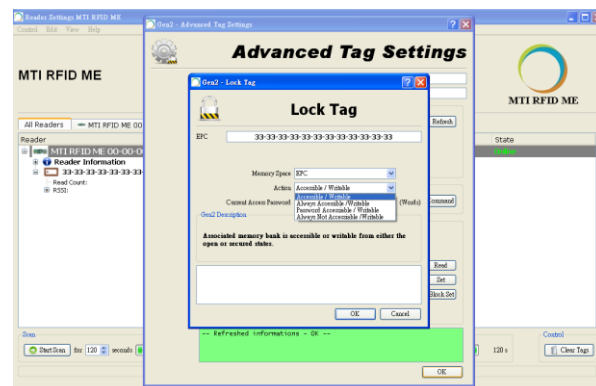 Reader Settings MTI RFID ME
Control Edit View Help
MTI RFID ME
All Readers
MTI RFID ME 00
Reader
MTI RFID ME 00-00-0
Reader Information
33-33-33-33-33-33-
Read Count:
RSSI:
Scan
Start Scan for 120 seconds
Gen2 - Advanced Tag Settings
Advanced Tag Settings
Refresh
Command
Read
Set
Block Set
-- Refreshed informations - OK --
OK
Gen2 - Lock Tag
Lock Tag
EPC 33-33-33-33-33-33-33-33-33-33-33-33
Memory Space EPC
Action Accessible / Writable
Accessible / Writable
Always Accessible /Writable
Password Accessible / Writable
Always Not Accessible /Writable
Current Access Password (Words)
Gen2 Description
Associated memory bank is accessible or writable from either the
open or secured states.
OK Cancel
MTI RFID ME
State
120 s
Control
Clear Tags